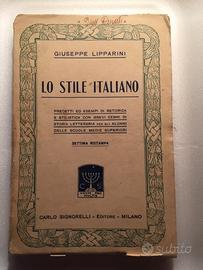 GIUSEPPE LIPPARINI
LO STILE ITALIANO
PRECETTI ED ESEMPI DI RETORICA
E STILISTICA CON BREVI CENNI DI
STORIA LETTERARIA PER GLI ALUNNI
DELLE SCUOLE MEDIE SUPERIORI
SETTIMA RISTAMPA
CARLO SIGNORELLI - EDITORE - MILANO
subito